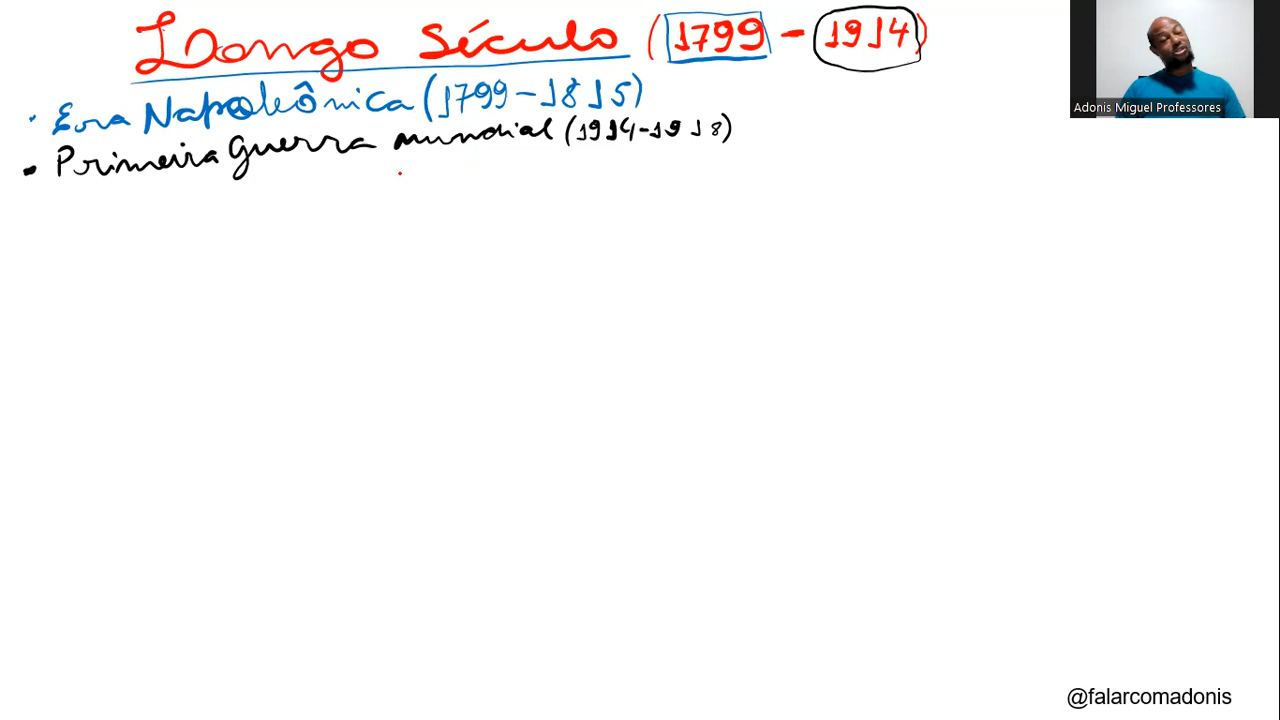 Longo Século (1799 - 1914)
• Era Napoleônica (1799 - 1815)
• Primeira Guerra mundial (1914 - 1918)
Adonis Miguel Professores
@falarcomadonis